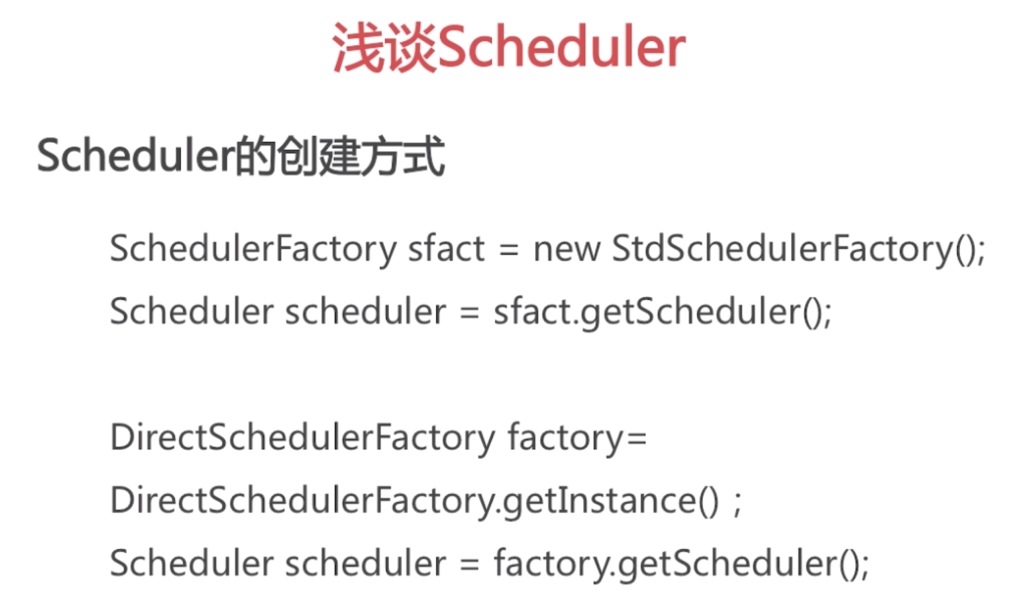 浅谈Scheduler
Scheduler的创建方式
SchedulerFactory sfact = new StdSchedulerFactory();
Scheduler scheduler = sfact.getScheduler();
DirectSchedulerFactory factory=
DirectSchedulerFactory.getInstance() ;
Scheduler scheduler = factory.getScheduler();